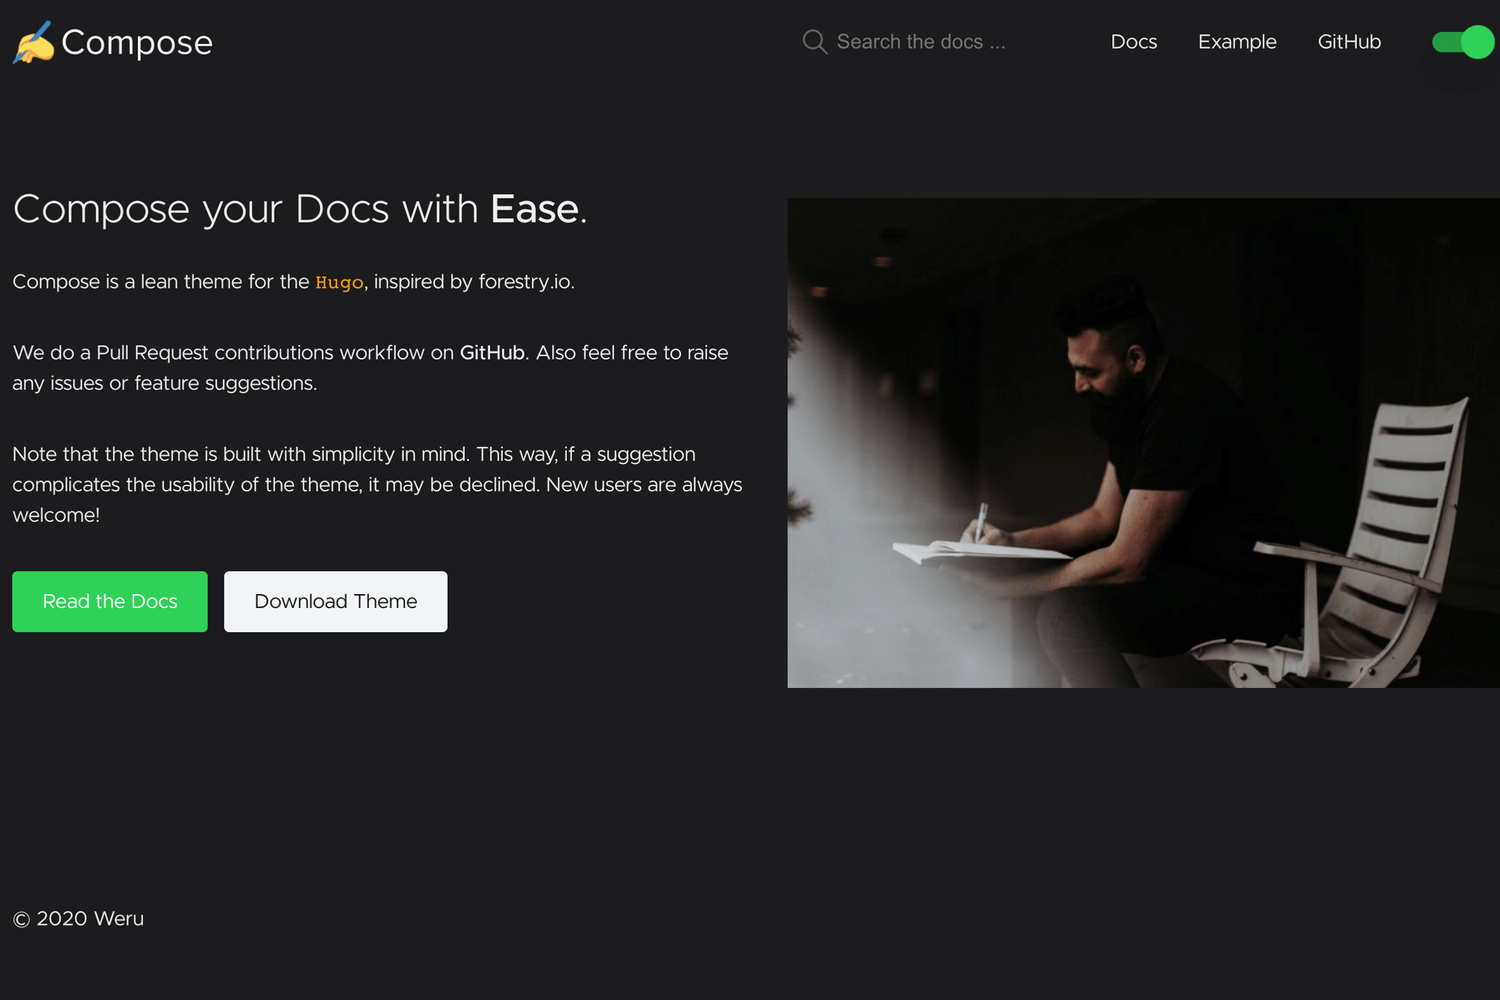 Compose
Search the docs ...
Docs
Example
GitHub
Compose your Docs with Ease.
Compose is a lean theme for the Hugo, inspired by forestry.io.
We do a Pull Request contributions workflow on GitHub. Also feel free to raise
any issues or feature suggestions.
Note that the theme is built with simplicity in mind. This way, if a suggestion
complicates the usability of the theme, it may be declined. New users are always
welcome!
Read the Docs
Download Theme
© 2020 Weru